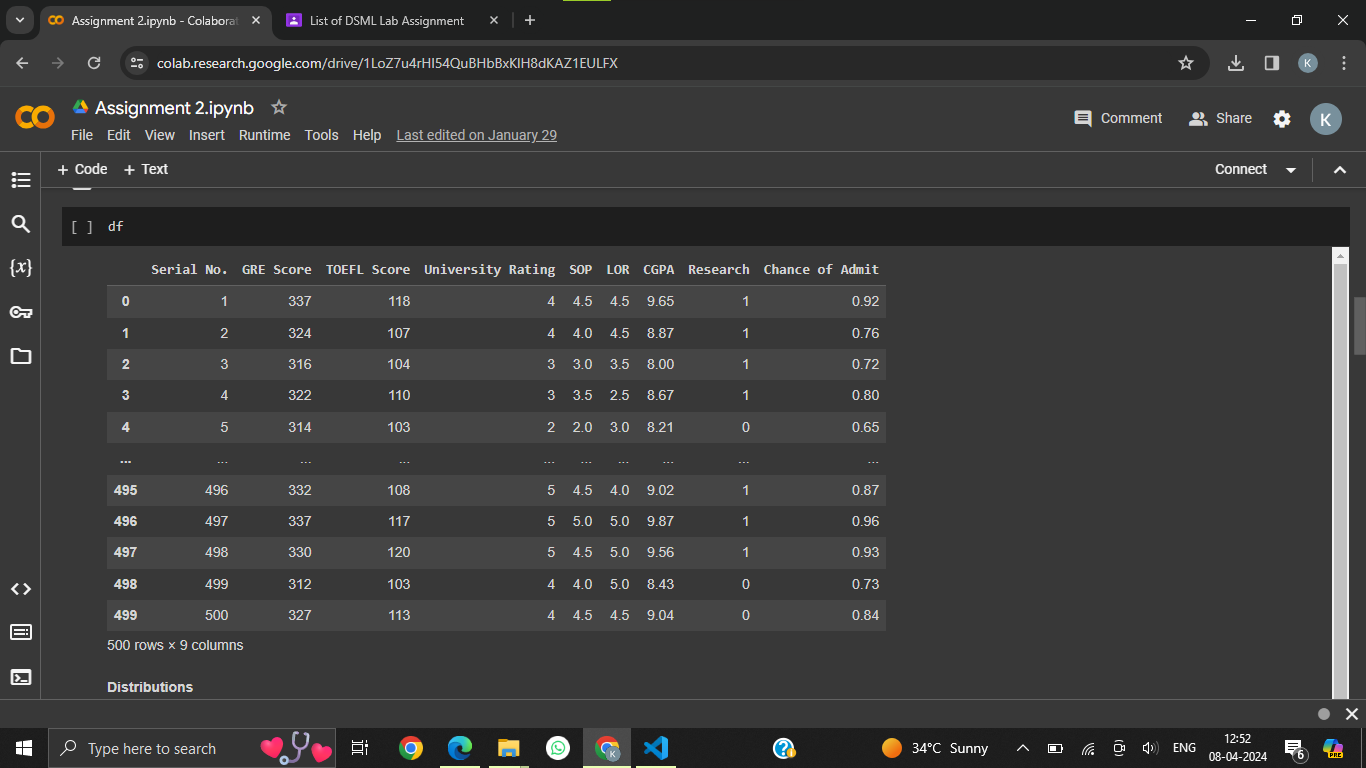 Assignment 2.ipynb - Colaborat
List of DSML Lab Assignment
colab.research.google.com/drive/1LoZ7u4rHI54QuBHbBxKlH8dKAZ1EULFX
K
Assignment 2.ipynb
File Edit View Insert Runtime Tools Help Last edited on January 29
Comment Share K
+ Code + Text Connect
[ ] df
Serial No. GRE Score TOEFL Score University Rating SOP LOR CGPA Research Chance of Admit
0 1 337 118 4 4.5 4.5 9.65 1 0.92
1 2 324 107 4 4.0 4.5 8.87 1 0.76
2 3 316 104 3 3.0 3.5 8.00 1 0.72
3 4 322 110 3 3.5 2.5 8.67 1 0.80
4 5 314 103 2 2.0 3.0 8.21 0 0.65
... ... ... ... ... ... ... ... ... ...
495 496 332 108 5 4.5 4.0 9.02 1 0.87
496 497 337 117 5 5.0 5.0 9.87 1 0.96
497 498 330 120 5 4.5 5.0 9.56 1 0.93
498 499 312 103 4 4.0 5.0 8.43 0 0.73
499 500 327 113 4 4.5 4.5 9.04 0 0.84
500 rows × 9 columns
Distributions
Type here to search
K
34°C Sunny
ENG
12:52
08-04-2024
6
PRE